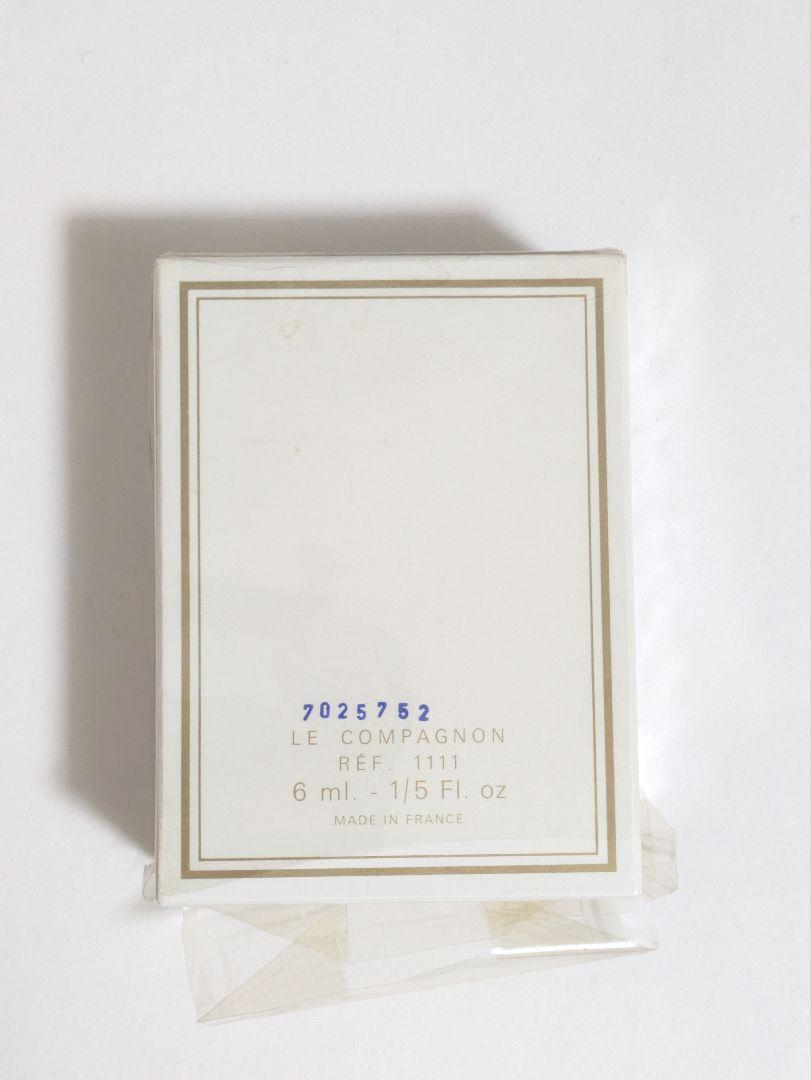 7025752
LE COMPAGNON
RÉF. 1111
6 ml. - 1/5 Fl. oz
MADE IN FRANCE